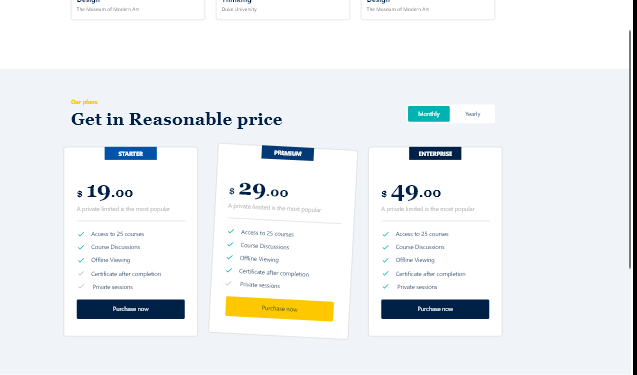 Design
The Museum of Modern Art
Thinking
Duke University
Design
The Museum of Modern Art
Our plans
Get in Reasonable price
Monthly
Yearly
STARTER
$ 19.00
A private limited is the most popular
Access to 25 courses
Course Discussions
Offline Viewing
Certificate after completion
Private sessions
Purchase now
PREMIUM
$ 29.00
A private limited is the most popular
Access to 25 courses
Course Discussions
Offline Viewing
Certificate after completion
Private sessions
Purchase now
ENTERPRISE
$ 49.00
A private limited is the most popular
Access to 25 courses
Course Discussions
Offline Viewing
Certificate after completion
Private sessions
Purchase now